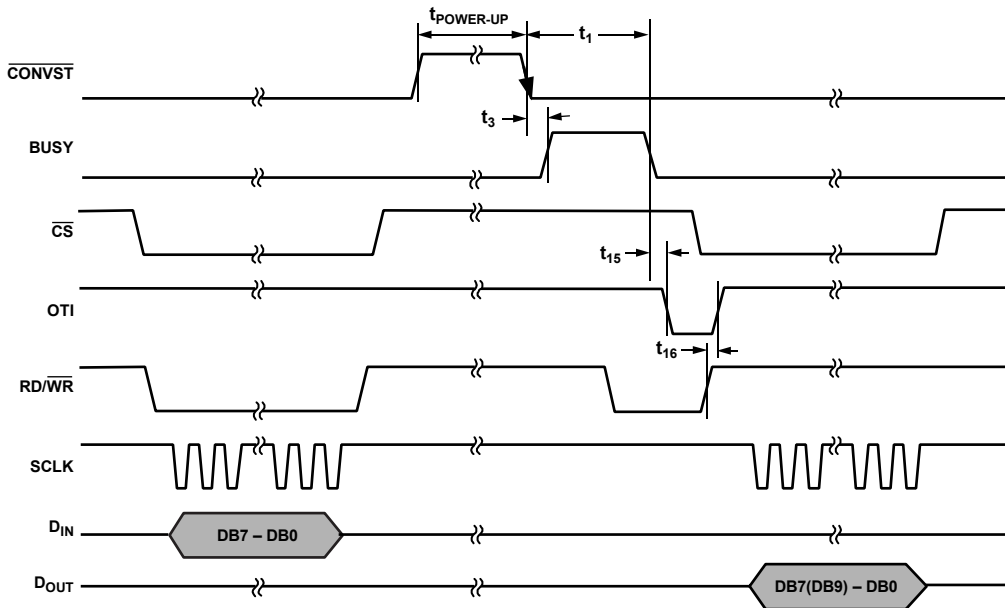 tPOWER-UP
t1
CONVST
t3
BUSY
CS
t15
OTI
t16
RD/WR
SCLK
DIN
DB7 – DB0
DOUT
DB7(DB9) – DB0